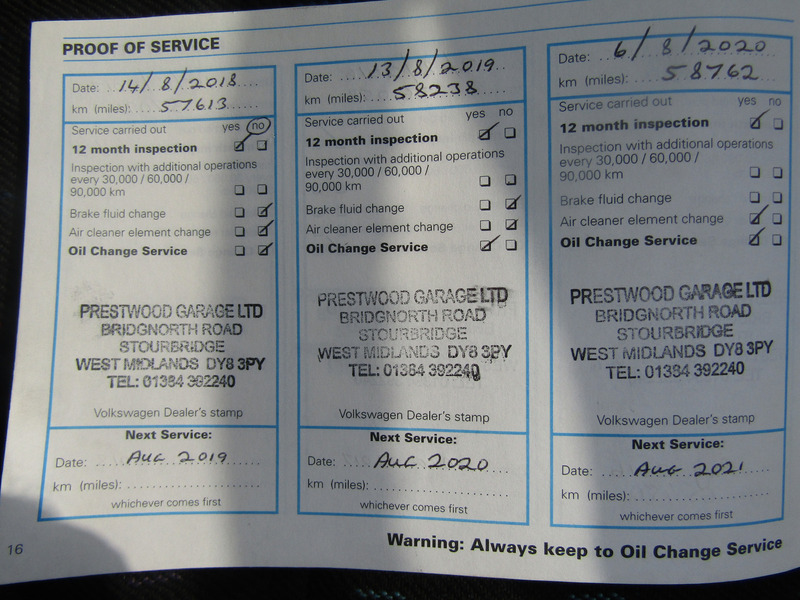 PROOF OF SERVICE
Date: 14/8/2018
km (miles): 57613
Service carried out yes no
12 month inspection
Inspection with additional operations
every 30,000 / 60,000 /
90,000 km
Brake fluid change
Air cleaner element change
Oil Change Service
PRESTWOOD GARAGE LTD
BRIDGNORTH ROAD
STOURBRIDGE
WEST MIDLANDS DY8 3PY
TEL: 01384 392240
Volkswagen Dealer's stamp
Next Service:
Date: AUG 2019
km (miles):
whichever comes first
Date: 13/8/2019
km (miles): 58238
Service carried out yes no
12 month inspection
Inspection with additional operations
every 30,000 / 60,000 /
90,000 km
Brake fluid change
Air cleaner element change
Oil Change Service
PRESTWOOD GARAGE LTD
BRIDGNORTH ROAD
STOURBRIDGE
WEST MIDLANDS DY8 3PY
TEL: 01384 392240
Volkswagen Dealer's stamp
Next Service:
Date: AUG 2020
km (miles):
whichever comes first
Date: 6/8/2020
km (miles): 58762
Service carried out yes no
12 month inspection
Inspection with additional operations
every 30,000 / 60,000 /
90,000 km
Brake fluid change
Air cleaner element change
Oil Change Service
PRESTWOOD GARAGE LTD
BRIDGNORTH ROAD
STOURBRIDGE
WEST MIDLANDS DY8 3PY
TEL: 01384 392240
Volkswagen Dealer's stamp
Next Service:
Date: AUG 2021
km (miles):
whichever comes first
16
Warning: Always keep to Oil Change Service